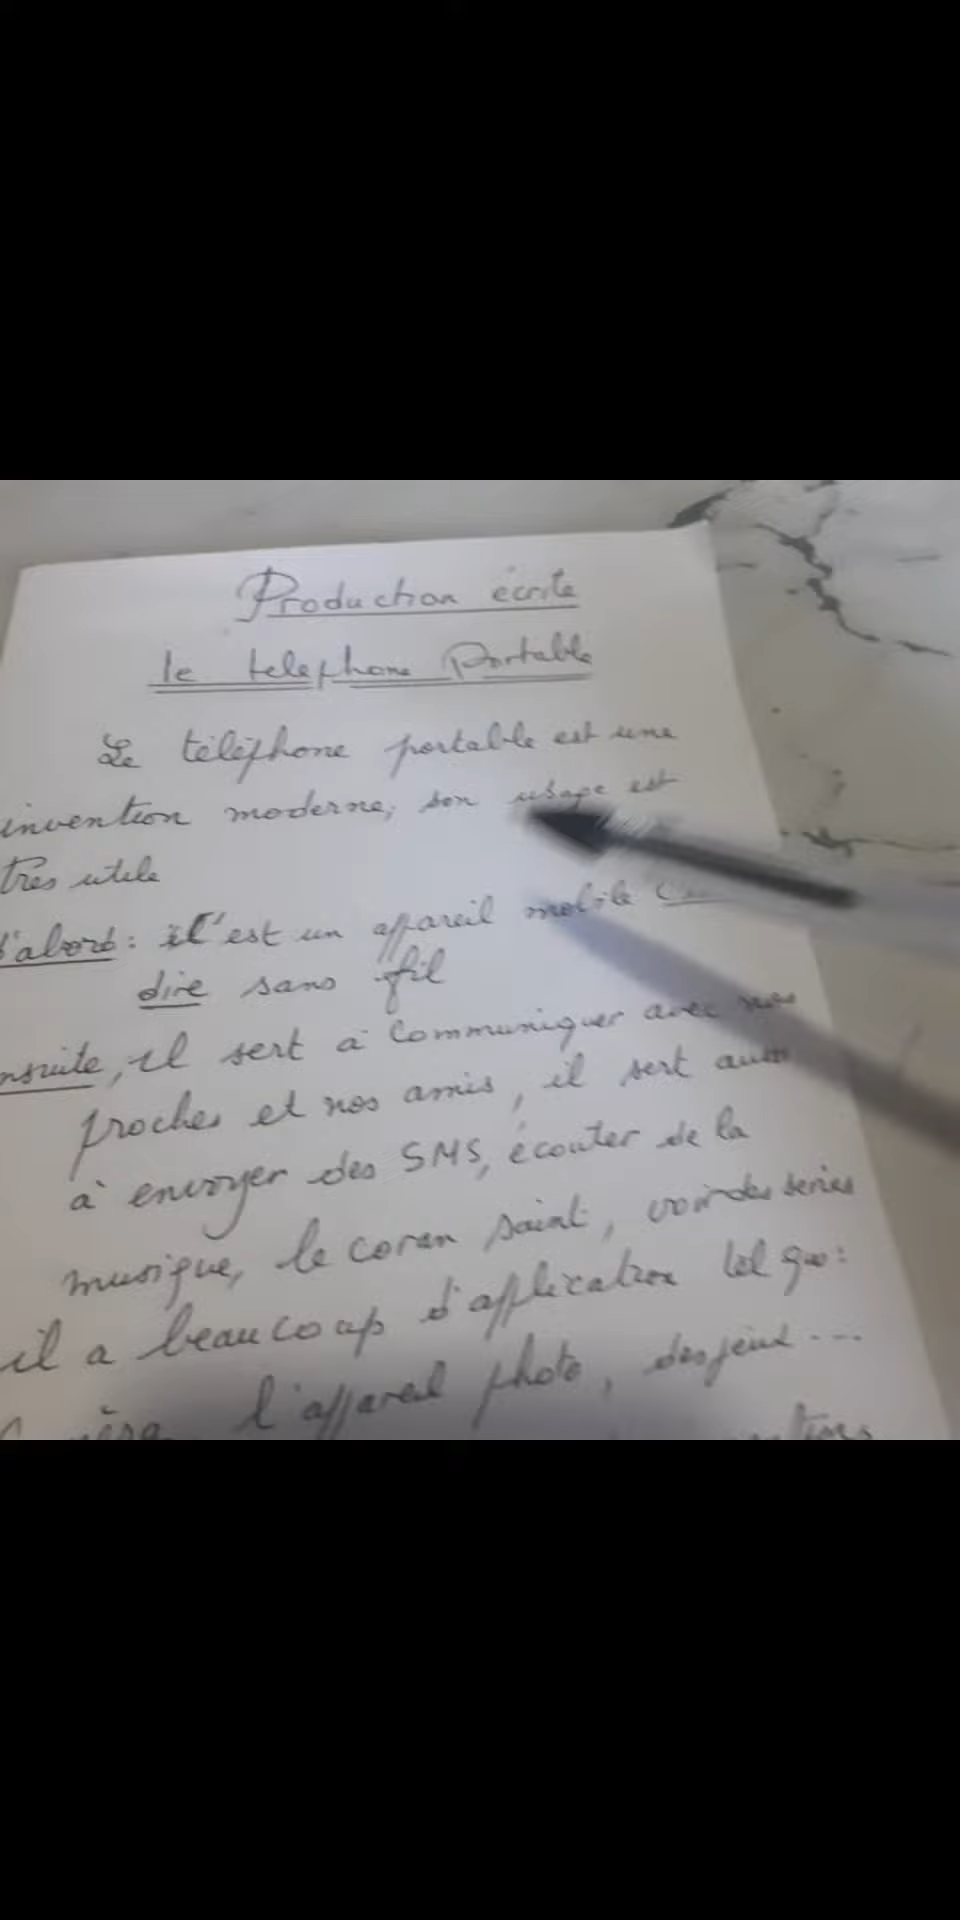 Production écrite
le telephone Portable
Le téléphone portable est une
invention moderne, son usage est
Très utile
d'abord: il'est un appareil mobile
dire sans fil
nsuite, il sert à communiquer avec nos
proches et nos amis, il sert aussi
à envoyer des SMS, écouter de la
musique, le coran saint, voir des series
il a beaucoup d'application tel que:
l'appareil photo, des jeux ...